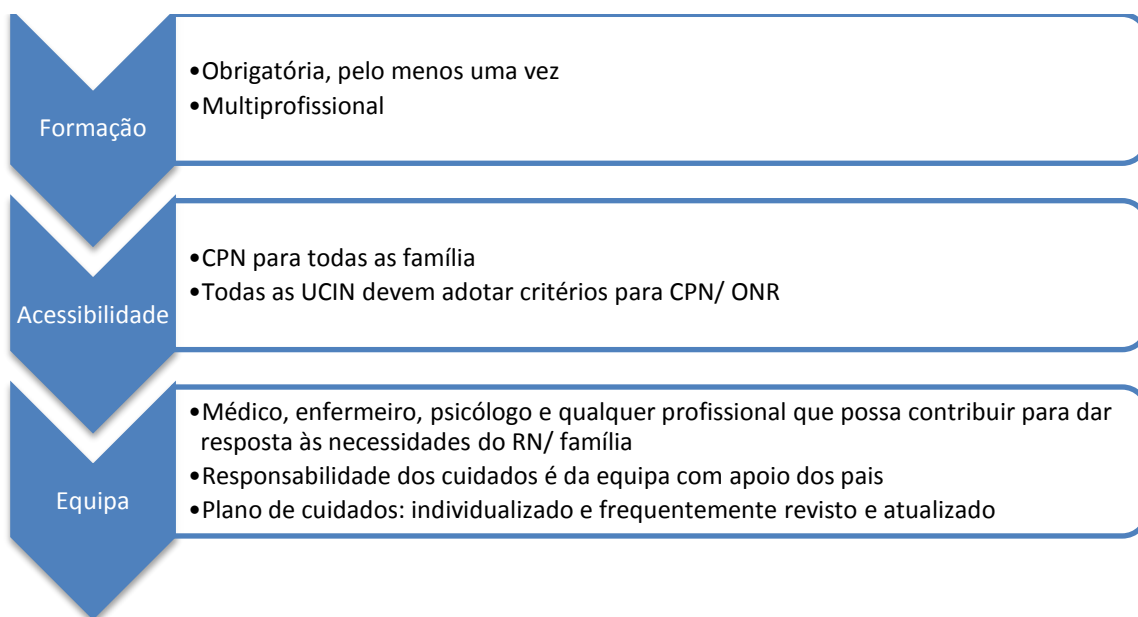 Formação
•Obrigatória, pelo menos uma vez
•Multiprofissional
Acessibilidade
•CPN para todas as família
•Todas as UCIN devem adotar critérios para CPN/ ONR
Equipa
•Médico, enfermeiro, psicólogo e qualquer profissional que possa contribuir para dar
resposta às necessidades do RN/ família
•Responsabilidade dos cuidados é da equipa com apoio dos pais
•Plano de cuidados: individualizado e frequentemente revisto e atualizado